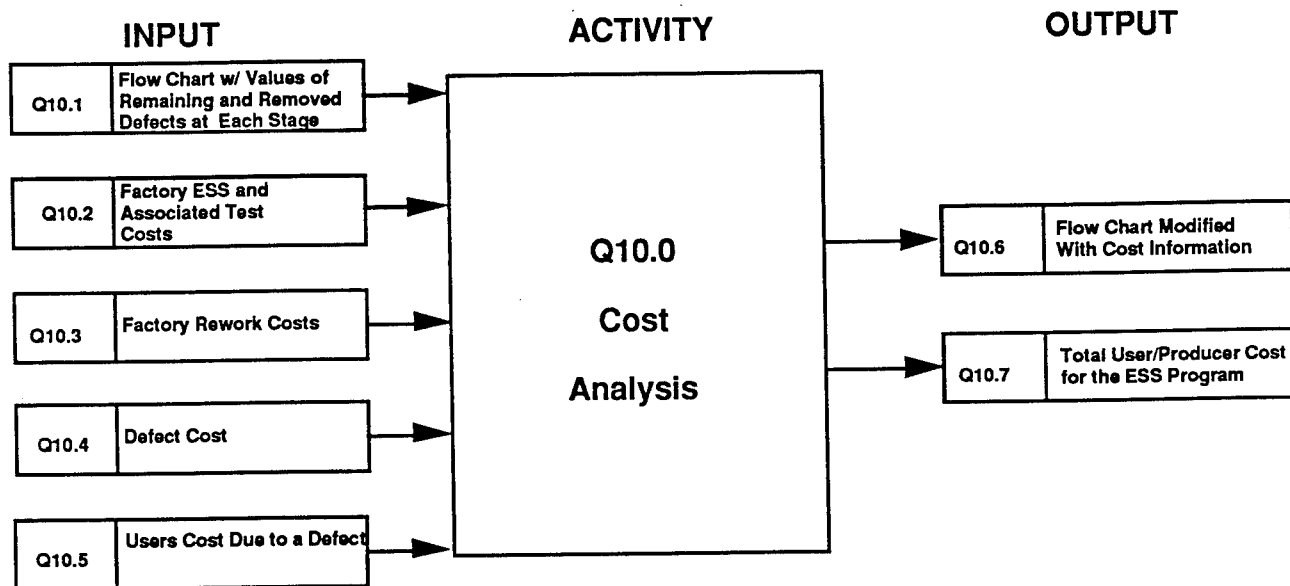 INPUT
ACTIVITY
OUTPUT
Q10.1
Flow Chart w/ Values of
Remaining and Removed
Defects at Each Stage
Q10.2
Factory ESS and
Associated Test
Costs
Q10.3
Factory Rework Costs
Q10.4
Defect Cost
Q10.5
Users Cost Due to a Defect
Q10.0
Cost
Analysis
Q10.6
Flow Chart Modified
With Cost Information
Q10.7
Total User/Producer Cost
for the ESS Program